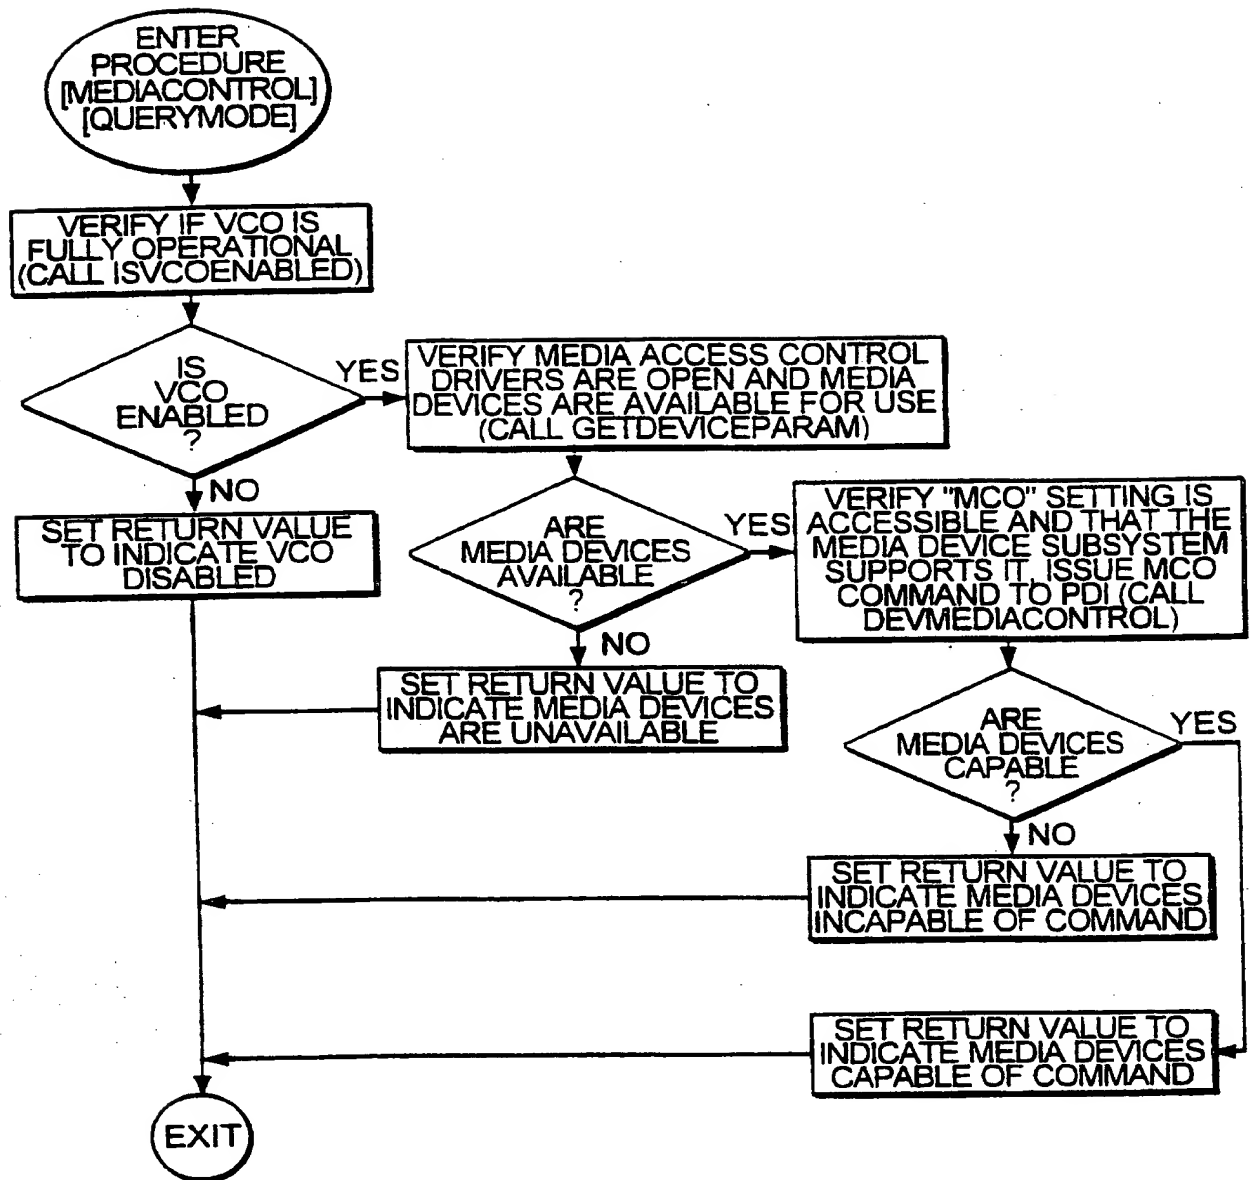 ENTER
PROCEDURE
[MEDIACONTROL]
[QUERYMODE]
VERIFY IF VCO IS
FULLY OPERATIONAL
(CALL ISVCOENABLED)
IS
VCO
ENABLED
?
YES
NO
SET RETURN VALUE
TO INDICATE VCO
DISABLED
VERIFY MEDIA ACCESS CONTROL
DRIVERS ARE OPEN AND MEDIA
DEVICES ARE AVAILABLE FOR USE
(CALL GETDEVICEPARAM)
ARE
MEDIA DEVICES
AVAILABLE
?
YES
NO
SET RETURN VALUE TO
INDICATE MEDIA DEVICES
ARE UNAVAILABLE
VERIFY "MCO" SETTING IS
ACCESSIBLE AND THAT THE
MEDIA DEVICE SUBSYSTEM
SUPPORTS IT, ISSUE MCO
COMMAND TO PDI (CALL
DEVMEDIACONTROL)
ARE
MEDIA DEVICES
CAPABLE
?
YES
NO
SET RETURN VALUE TO
INDICATE MEDIA DEVICES
INCAPABLE OF COMMAND
SET RETURN VALUE TO
INDICATE MEDIA DEVICES
CAPABLE OF COMMAND
EXIT